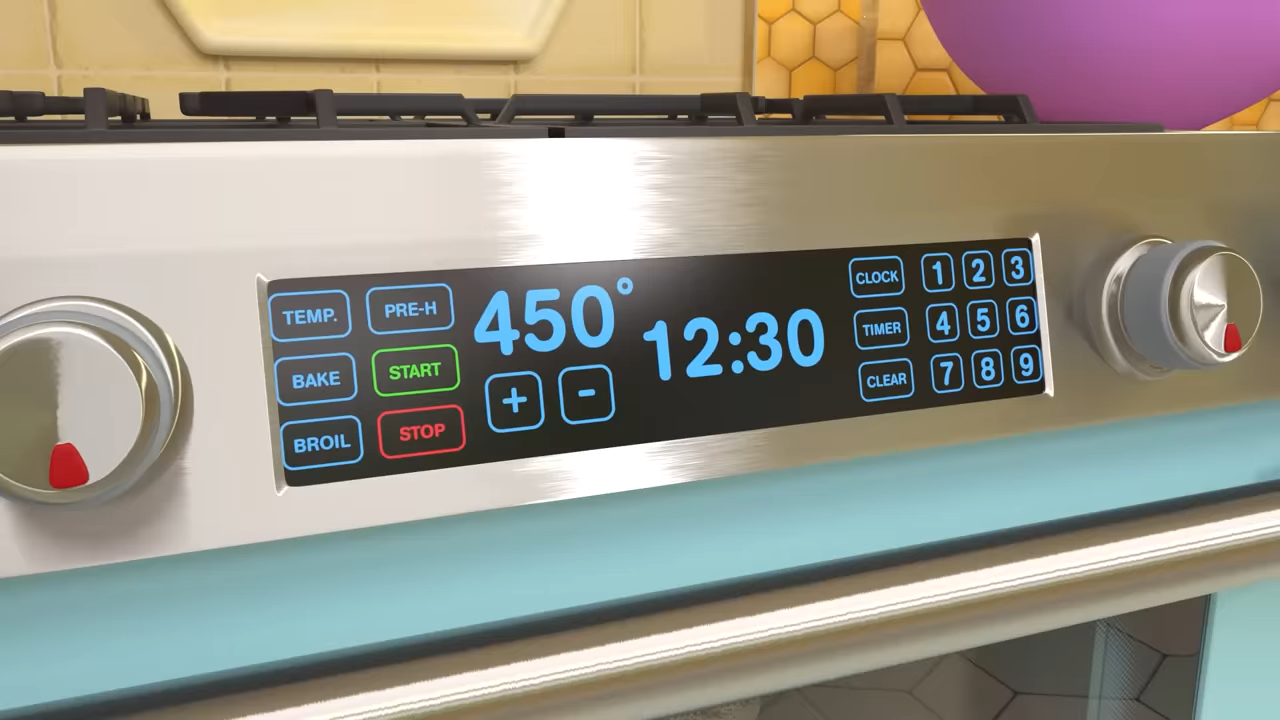 TEMP.
PRE-H
BAKE
START
BROIL
STOP
450°
+
-
12:30
CLOCK
1 2 3
TIMER
4 5 6
CLEAR
7 8 9